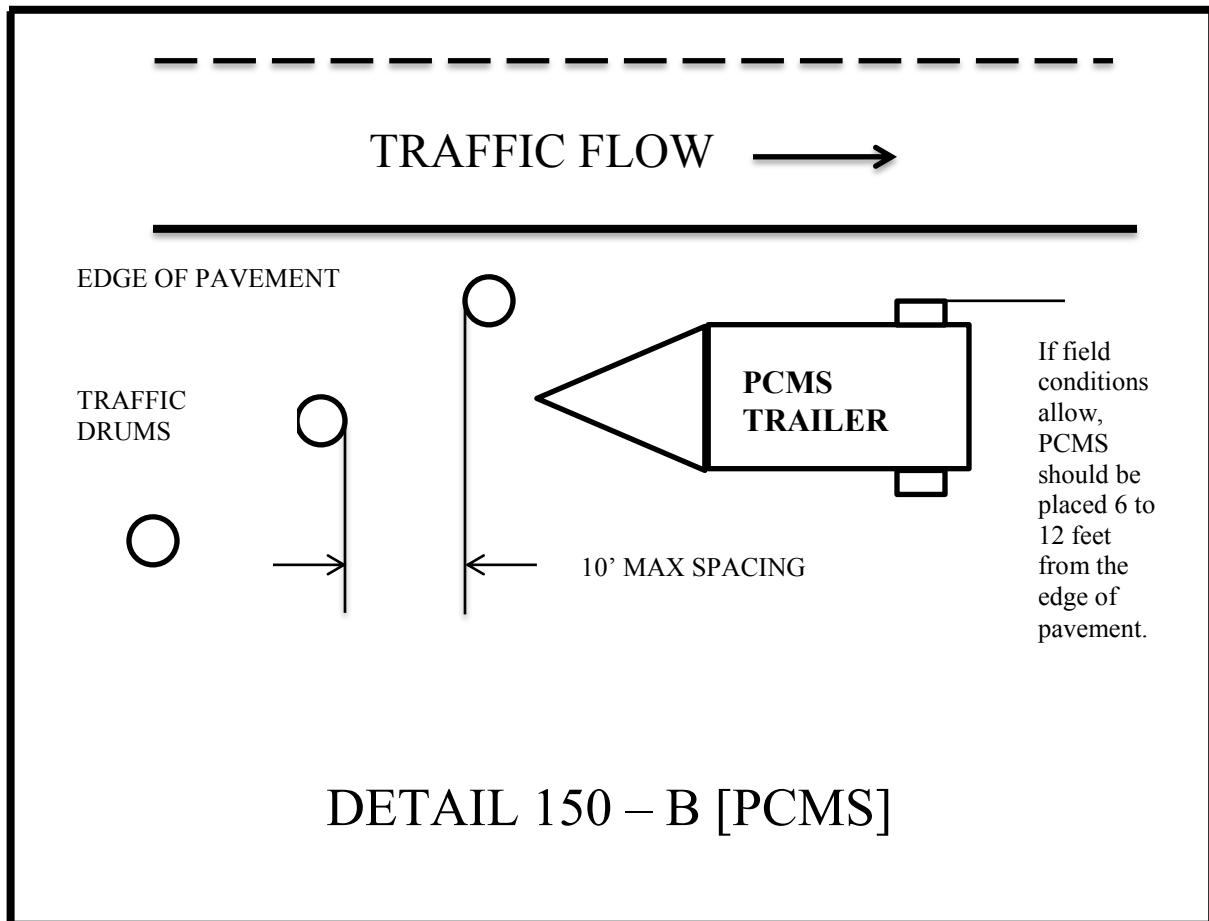 TRAFFIC FLOW
EDGE OF PAVEMENT
TRAFFIC
DRUMS
PCMS
TRAILER
If field
conditions
allow,
PCMS
should be
placed 6 to
12 feet
from the
edge of
pavement.
10’ MAX SPACING
DETAIL 150 – B [PCMS]